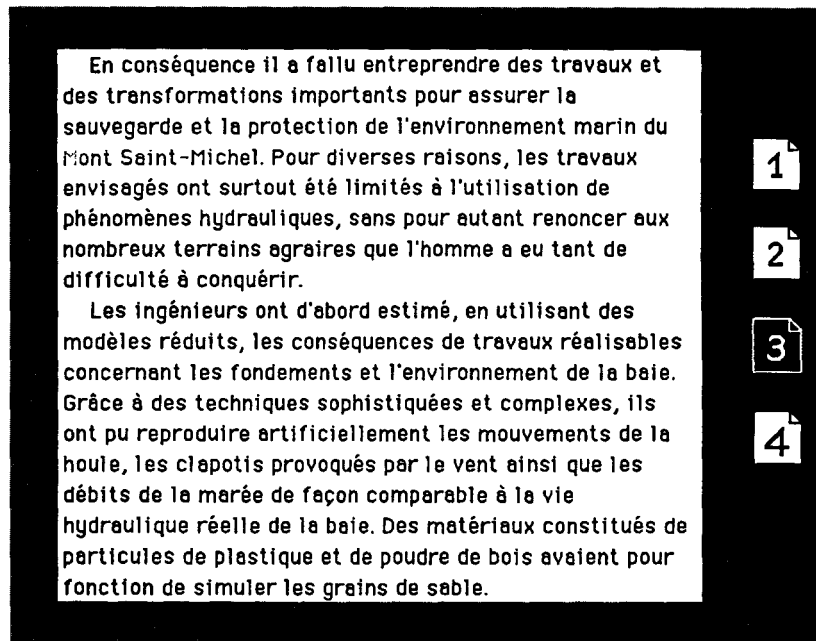 En conséquence il a fallu entreprendre des travaux et
des transformations importants pour assurer la
sauvegarde et la protection de l'environnement marin du
Mont Saint-Michel. Pour diverses raisons, les travaux
envisagés ont surtout été limités à l'utilisation de
phénomènes hydrauliques, sans pour autant renoncer aux
nombreux terrains agraires que l'homme a eu tant de
difficulté à conquérir.
Les ingénieurs ont d'abord estimé, en utilisant des
modèles réduits, les conséquences de travaux réalisables
concernant les fondements et l'environnement de la baie.
Grâce à des techniques sophistiquées et complexes, ils
ont pu reproduire artificiellement les mouvements de la
houle, les clapotis provoqués par le vent ainsi que les
débits de la marée de façon comparable à la vie
hydraulique réelle de la baie. Des matériaux constitués de
particules de plastique et de poudre de bois avaient pour
fonction de simuler les grains de sable.
1
2
3
4